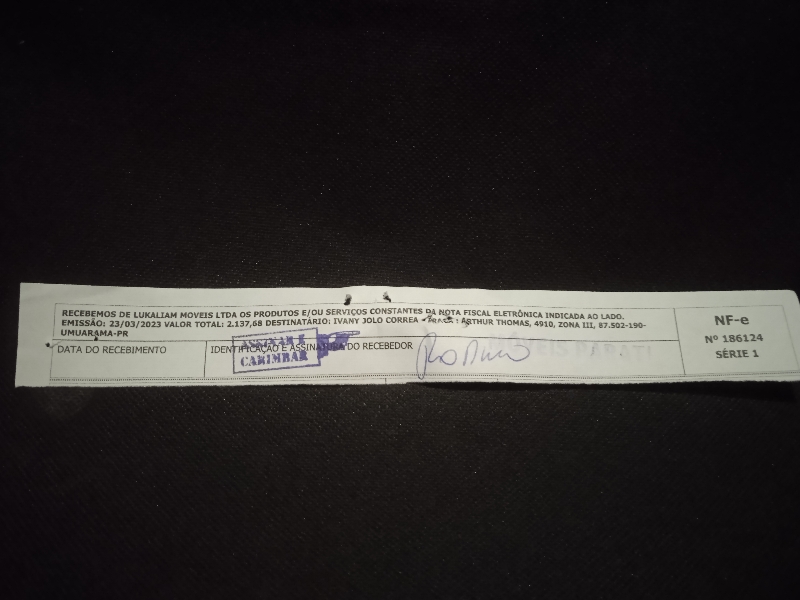 RECEBEMOS DE LUKALIAM MOVEIS LTDA OS PRODUTOS E/OU SERVIÇOS CONSTANTES DA NOTA FISCAL ELETRÔNICA INDICADA AO LADO.
EMISSÃO: 23/03/2023 VALOR TOTAL: 2.137,68 DESTINATÁRIO: IVANY JOLO CORREA - PRAÇA: ARTHUR THOMAS, 4910, ZONA III, 87.502-190-
UMUARAMA-PR
DATA DO RECEBIMENTO
IDENTIFICAÇÃO E ASSINATURA DO RECEBEDOR
ASSINAR E
CARIMBAR
NF-e
Nº 186124
SÉRIE 1